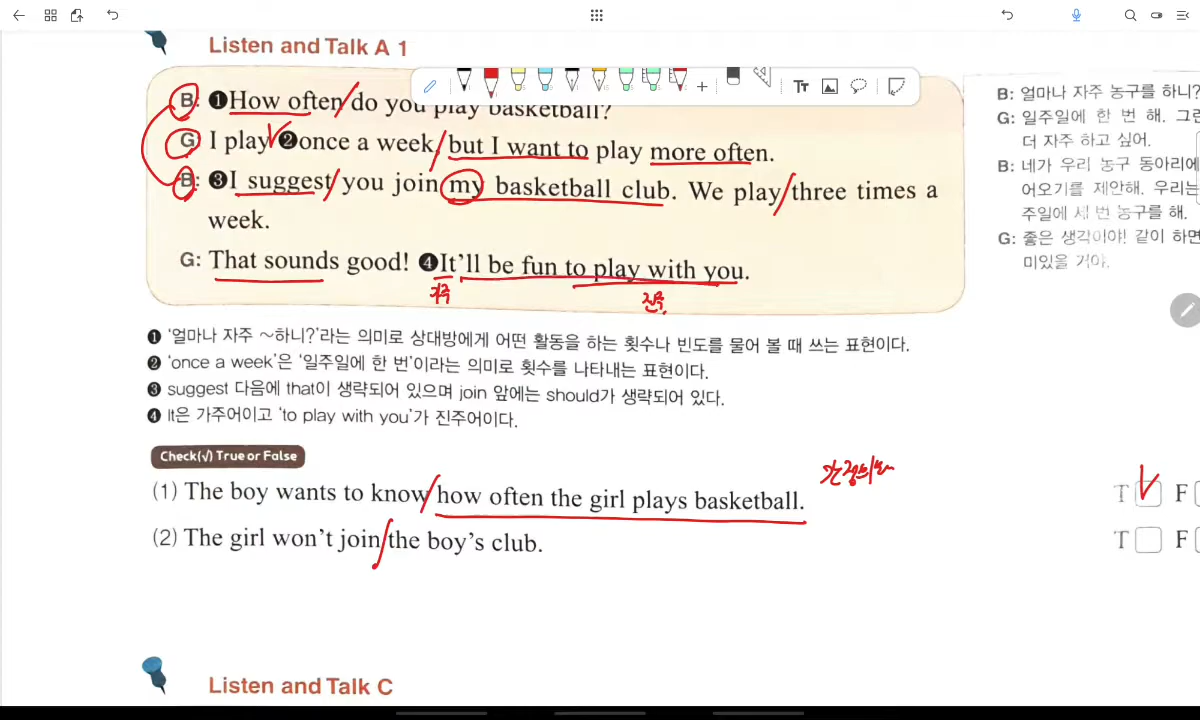 Listen and Talk A 1
B: ❶How often do you play basketball?
G: I play ❷once a week, but I want to play more often.
B: ❸I suggest you join my basketball club. We play three times a
week.
G: That sounds good! ❹It'll be fun to play with you.
진주
B: 얼마나 자주 농구를 하니?
G: 일주일에 한 번 해. 그런
더 자주 하고 싶어.
B: 네가 우리 농구 동아리에
어오기를 제안해. 우리는
주일에 세 번 농구를 해.
G: 좋은 생각이야! 같이 하면
미있을 거야.
❶ '얼마나 자주 ~하니?'라는 의미로 상대방에게 어떤 활동을 하는 횟수나 빈도를 물어 볼 때 쓰는 표현이다.
❷ 'once a week'은 '일주일에 한 번'이라는 의미로 횟수를 나타내는 표현이다.
❸ suggest 다음에 that이 생략되어 있으며 join 앞에는 should가 생략되어 있다.
❹ It은 가주어이고 'to play with you'가 진주어이다.
Check(√) True or False
(1) The boy wants to know how often the girl plays basketball.
T F
(2) The girl won't join the boy's club.
T F
Listen and Talk C